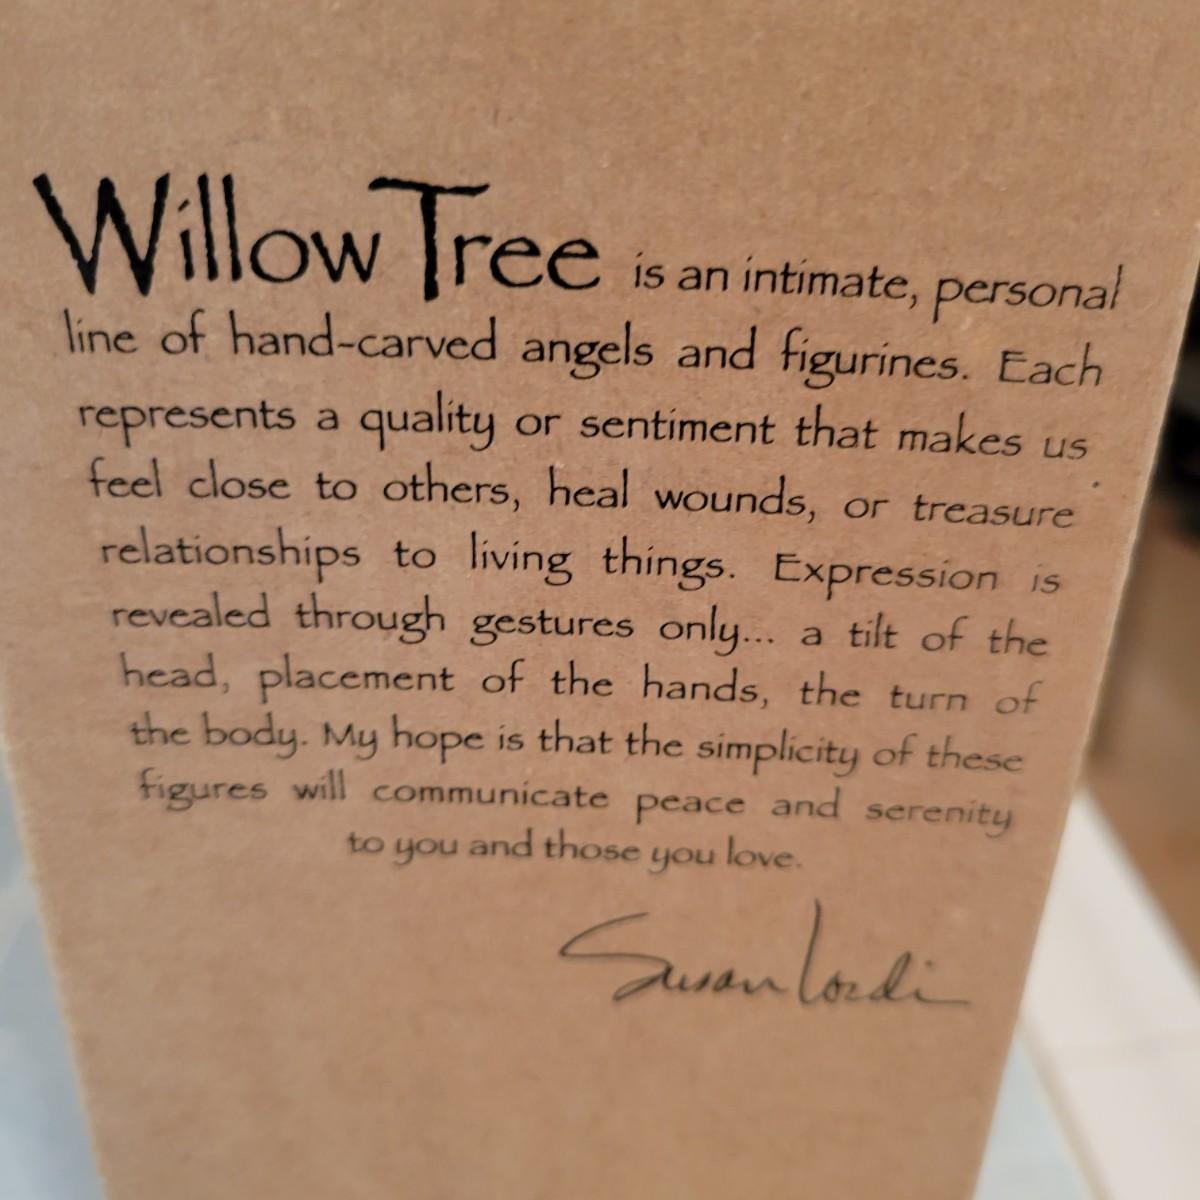 Willow Tree is an intimate, personal
line of hand-carved angels and figurines. Each
represents a quality or sentiment that makes us
feel close to others, heal wounds, or treasure
relationships to living things. Expression is
revealed through gestures only... a tilt of the
head, placement of the hands, the turn of
the body. My hope is that the simplicity of these
figures will communicate peace and serenity
to you and those you love.
Susan Lordi